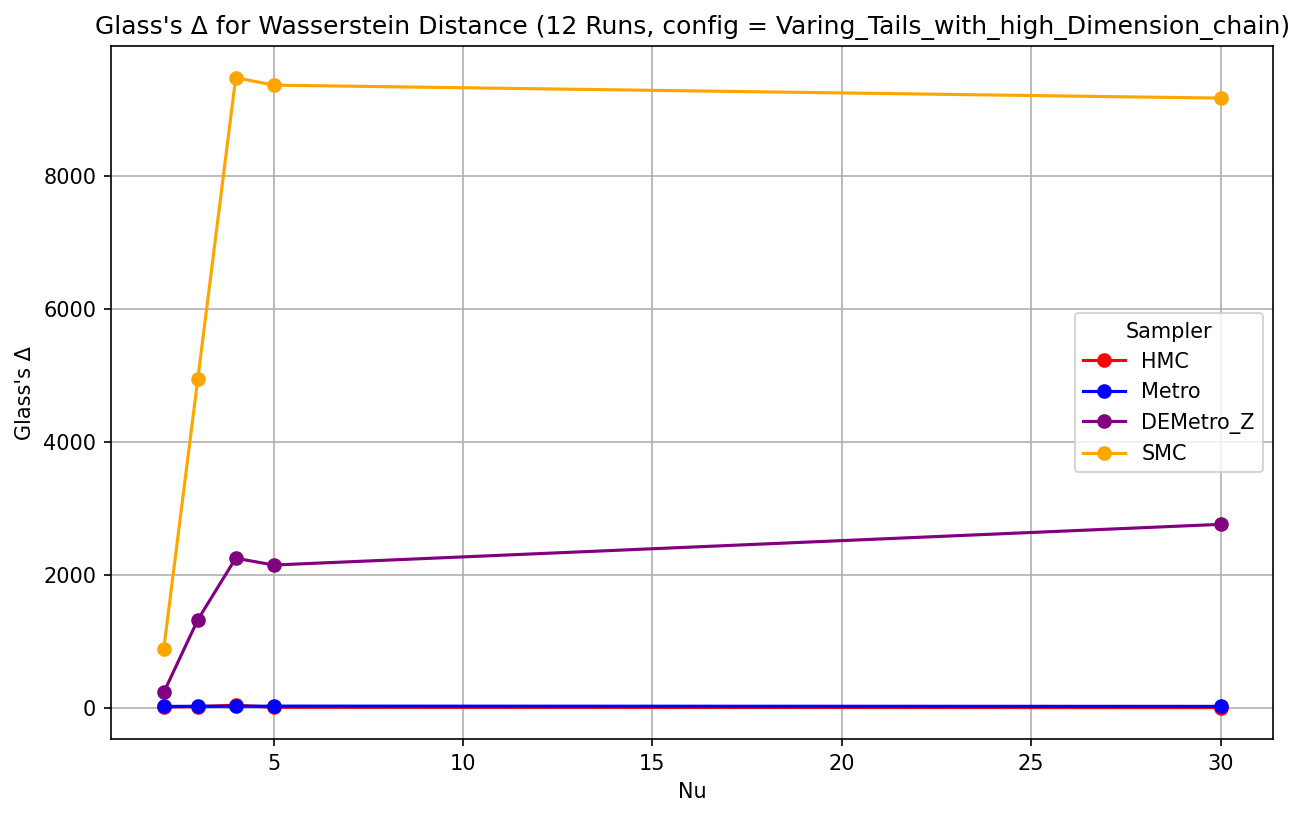 Glass's Δ for Wasserstein Distance (12 Runs, config = Varing_Tails_with_high_Dimension_chain)
Glass's Δ
8000
6000
4000
2000
0
Sampler
HMC
Metro
DEMetro_Z
SMC
5
10
15
20
25
30
Nu